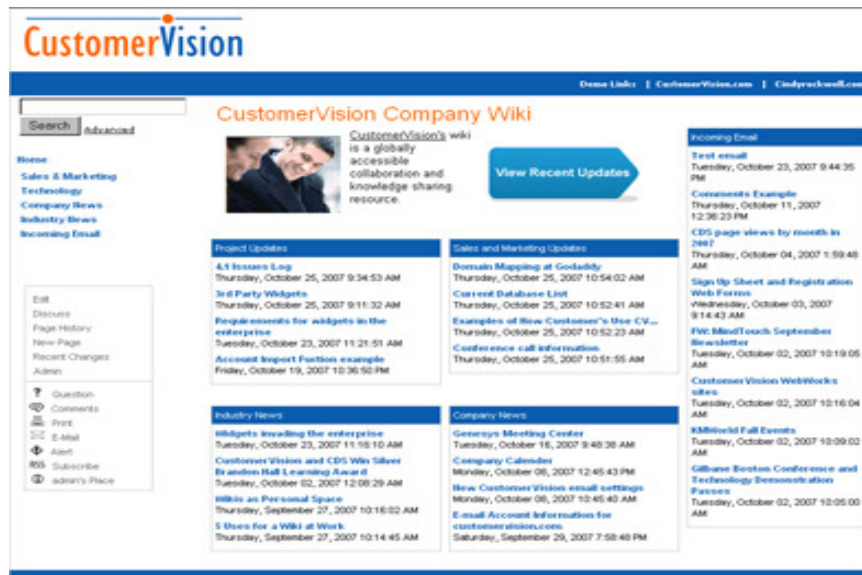 CustomerVision
Demo Links | CustomerVision.com | Cindyrockwell.com
Search Advanced
Home
Sales & Marketing
Technology
Company News
Industry News
Incoming Email
Edit
Discuss
Page History
New Page
Recent Changes
Admin
? Question
Comments
Print
E-Mail
Alert
RSS Subscribe
admin's Place
CustomerVision Company Wiki
CustomerVision's wiki
is a globally
accessible
collaboration and
knowledge sharing
resource.
View Recent Updates
Project Updates
4.1 Issues Log
Thursday, October 25, 2007 9:34:53 AM
3rd Party Widgets
Thursday, October 25, 2007 9:11:32 AM
Requirements for widgets in the
enterprise
Tuesday, October 23, 2007 11:21:51 AM
Account Import Fuction example
Friday, October 19, 2007 10:36:50 PM
Sales and Marketing Updates
Domain Mapping at Godaddy
Thursday, October 25, 2007 10:54:02 AM
Current Database List
Thursday, October 25, 2007 10:52:41 AM
Examples of How Customer's Use CV...
Thursday, October 25, 2007 10:52:23 AM
Conference call information
Thursday, October 25, 2007 10:51:55 AM
Industry News
Widgets invading the enterprise
Tuesday, October 23, 2007 11:16:10 AM
CustomerVision and CDS Win Silver
Brandon Hall Learning Award
Tuesday, October 02, 2007 12:08:29 AM
Wikis as Personal Space
Thursday, September 27, 2007 10:16:02 AM
5 Uses for a Wiki at Work
Thursday, September 27, 2007 10:14:45 AM
Company News
Genesys Meeting Center
Tuesday, October 16, 2007 9:48:38 AM
Company Calender
Monday, October 08, 2007 12:45:43 PM
New CustomerVision email settings
Monday, October 08, 2007 10:45:40 AM
E-mail Account Information for
customervision.com
Saturday, September 29, 2007 7:58:48 PM
Incoming Email
Test email
Tuesday, October 23, 2007 9:44:35
PM
Comments Example
Thursday, October 11, 2007
12:36:23 PM
CDS page views by month in
2007
Thursday, October 04, 2007 1:59:48
AM
Sign Up Sheet and Registration
Web Forms
Wednesday, October 03, 2007
9:14:43 AM
FW: MindTouch September
Newsletter
Tuesday, October 02, 2007 10:19:05
AM
CustomerVision WebWorks
sites
Tuesday, October 02, 2007 10:16:04
AM
KMWorld Fall Events
Tuesday, October 02, 2007 10:09:02
AM
Gilbane Boston Conference and
Technology Demonstration
Passes
Tuesday, October 02, 2007 10:05:00
AM